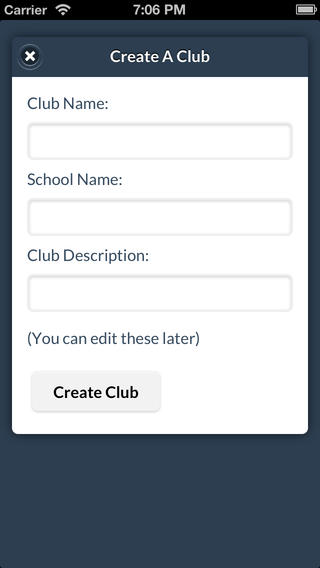 Carrier 7:06 PM
Create A Club
Club Name:
School Name:
Club Description:
(You can edit these later)
Create Club